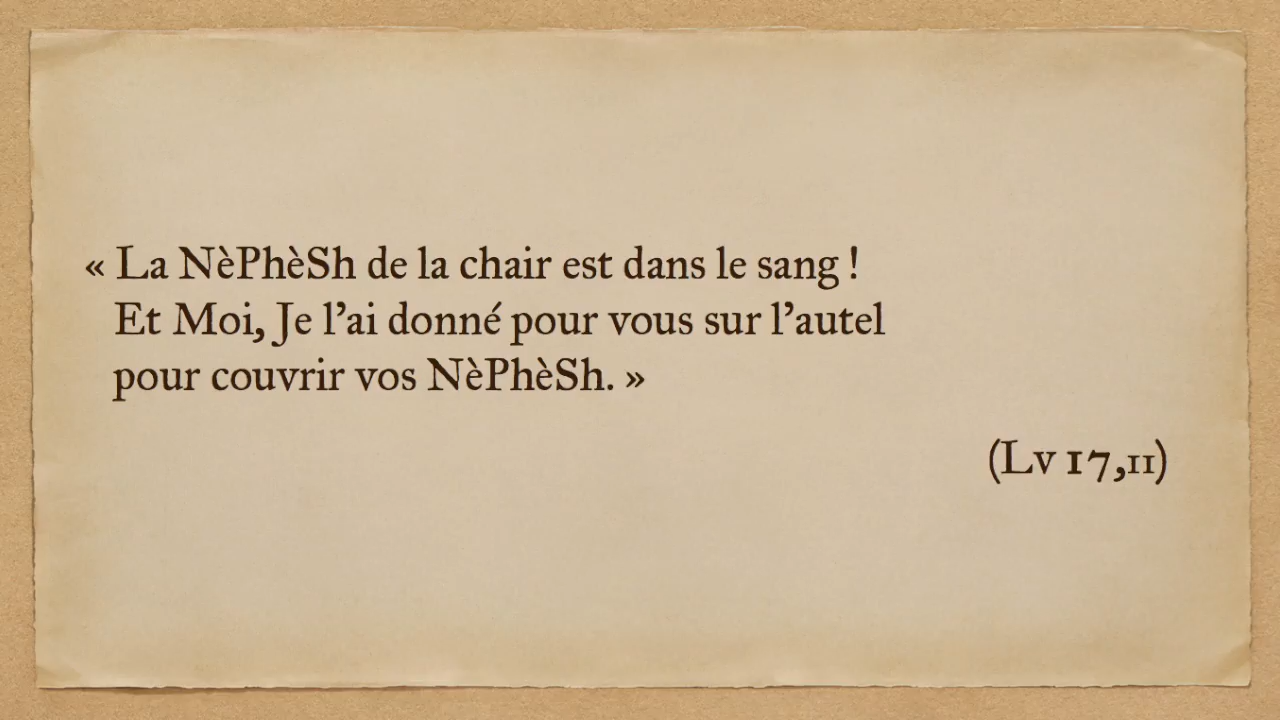 « La NèPhèSh de la chair est dans le sang !
Et Moi, Je l’ai donné pour vous sur l’autel
pour couvrir vos NèPhèSh. »
(Lv 17,11)